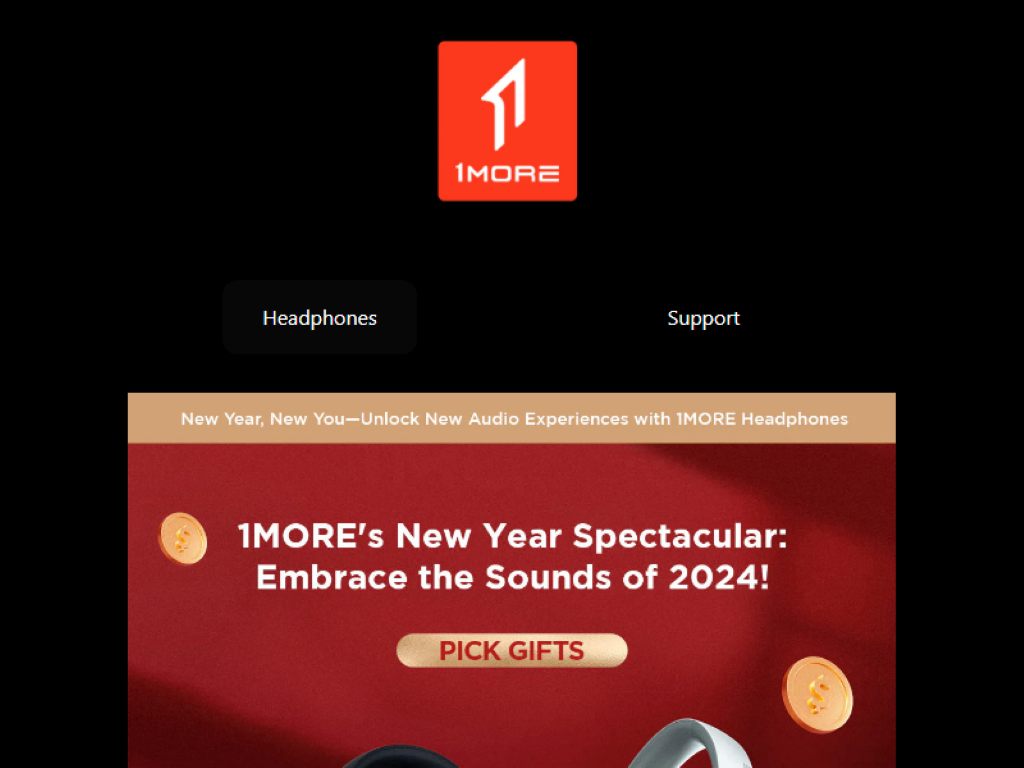 1MORE
Headphones
Support
New Year, New You—Unlock New Audio Experiences with 1MORE Headphones
1MORE's New Year Spectacular:
Embrace the Sounds of 2024!
PICK GIFTS